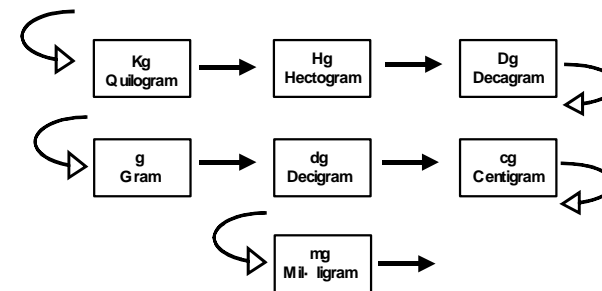 Kg
Quilogram
Hg
Hectogram
Dg
Decagram
g
Gram
dg
Decigram
cg
Centigram
mg
Mil· ligram